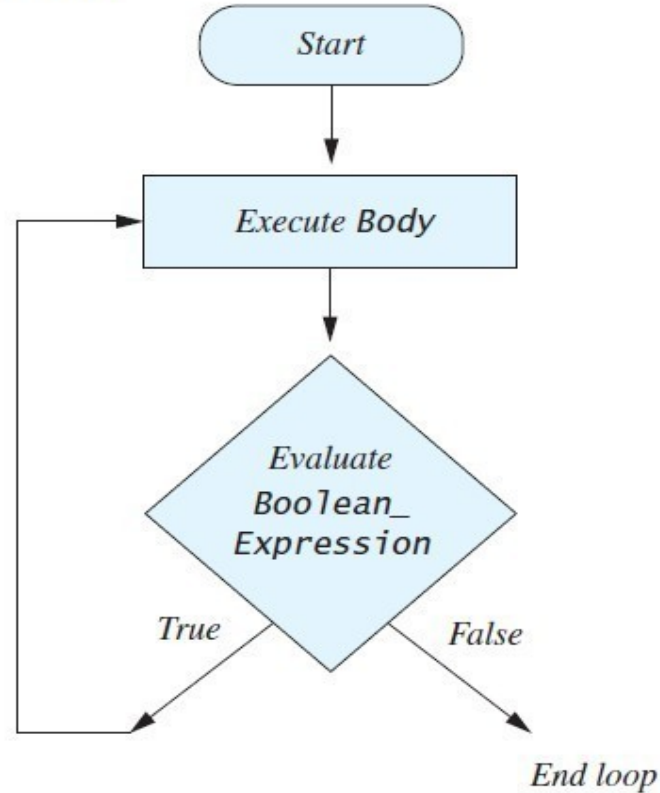 Start
Execute Body
Evaluate
Boolean_
Expression
True
False
End loop